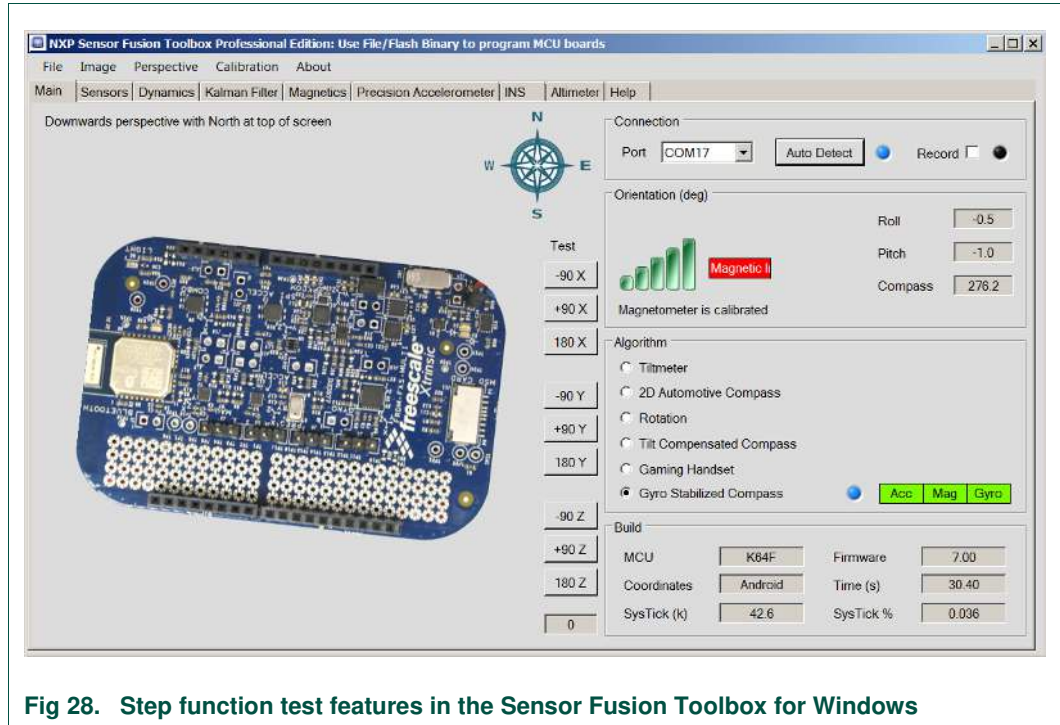 NXP Sensor Fusion Toolbox Professional Edition: Use File/Flash Binary to program MCU boards
File Image Perspective Calibration About
Main Sensors Dynamics Kalman Filter Magnetics Precision Accelerometer INS Altimeter Help
Downwards perspective with North at top of screen
N
W E
S
Connection
Port COM17 Auto Detect Record
Orientation (deg)
Roll -0.5
Pitch -1.0
Compass 276.2
Magnetic I
Magnetometer is calibrated
Test
-90 X
+90 X
180 X
-90 Y
+90 Y
180 Y
-90 Z
+90 Z
180 Z
0
Algorithm
Tiltmeter
2D Automotive Compass
Rotation
Tilt Compensated Compass
Gaming Handset
Gyro Stabilized Compass Acc Mag Gyro
Build
MCU K64F Firmware 7.00
Coordinates Android Time (s) 30.40
SysTick (k) 42.6 SysTick % 0.036
LIGHT
COMBO
ACCEL
freescale
Xtrinsic
BLUETOOTH
Fig 28. Step function test features in the Sensor Fusion Toolbox for Windows